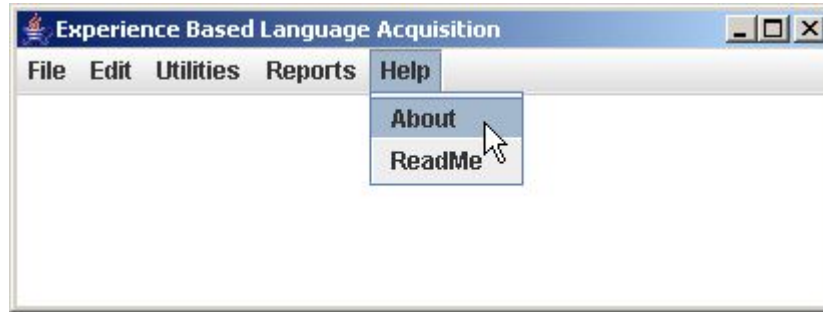 Experience Based Language Acquisition
File Edit Utilities Reports Help
About
ReadMe